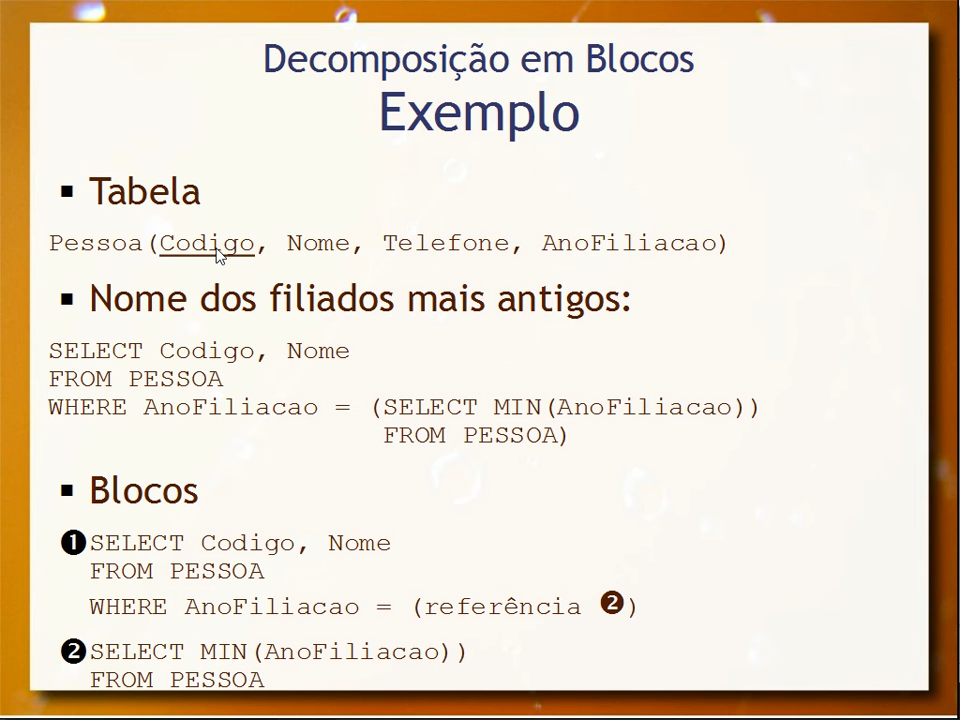 Decomposição em Blocos
Exemplo
▪ Tabela
Pessoa(Codigo, Nome, Telefone, AnoFiliacao)
▪ Nome dos filiados mais antigos:
SELECT Codigo, Nome
FROM PESSOA
WHERE AnoFiliacao = (SELECT MIN(AnoFiliacao))
FROM PESSOA)
▪ Blocos
❶SELECT Codigo, Nome
FROM PESSOA
WHERE AnoFiliacao = (referência ❷)
❷SELECT MIN(AnoFiliacao))
FROM PESSOA